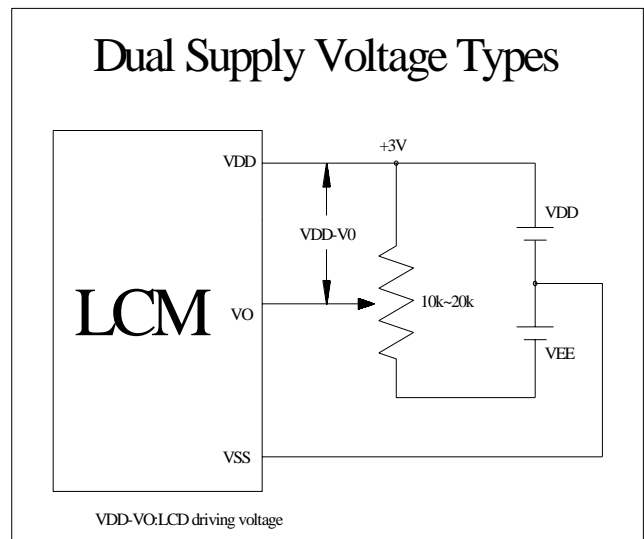 Dual Supply Voltage Types
+3V
VDD
VDD
VDD-V0
LCM
VO
10k~20k
VEE
VSS
VDD-VO:LCD driving voltage